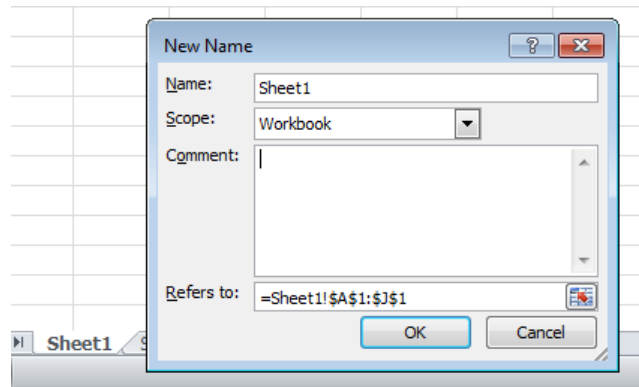 New Name
Name: Sheet1
Scope: Workbook
Comment:
Refers to: =Sheet1!$A$1:$J$1
OK Cancel
Sheet1 S